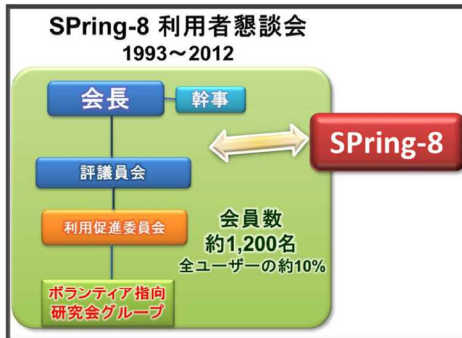 SPring-8 利用者懇談会
1993～2012
会長
幹事
SPring-8
評議員会
利用促進委員会
会員数
約1,200名
全ユーザーの約10%
ボランティア指向
研究会グループ